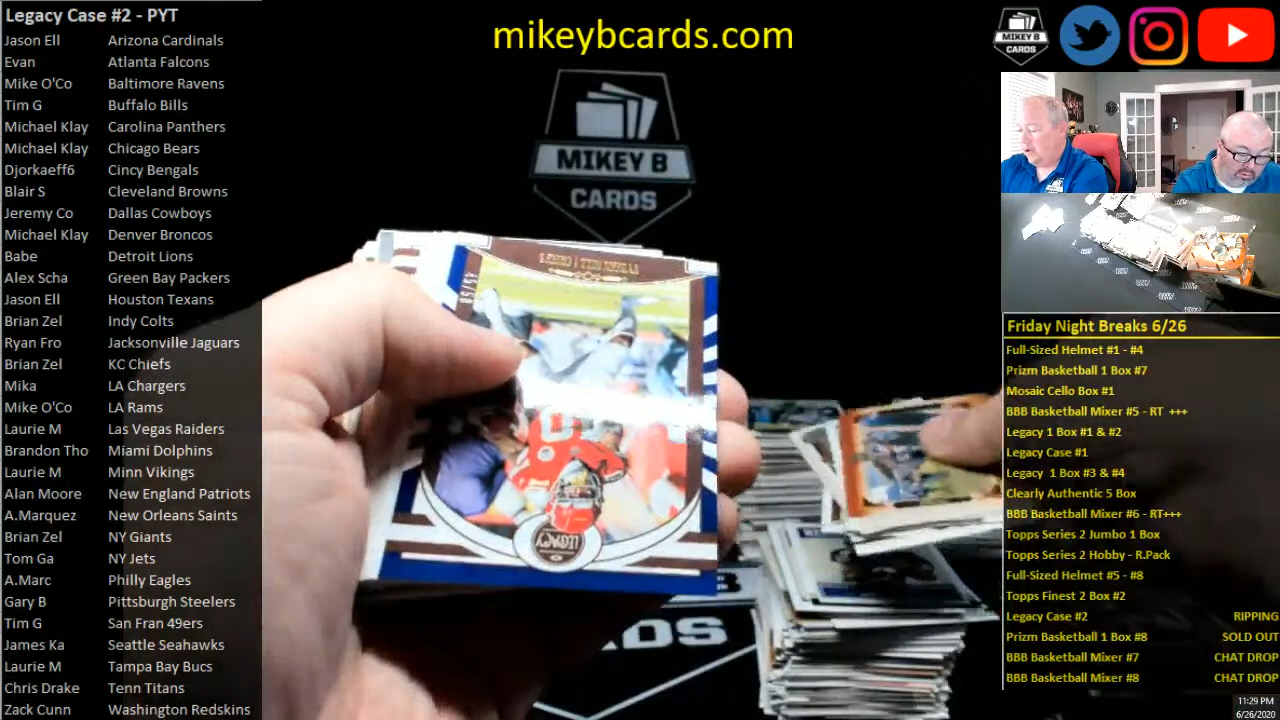 Legacy Case #2 - PYT
Jason Ell Arizona Cardinals
Evan Atlanta Falcons
Mike O'Co Baltimore Ravens
Tim G Buffalo Bills
Michael Klay Carolina Panthers
Michael Klay Chicago Bears
Djorkaeff6 Cincy Bengals
Blair S Cleveland Browns
Jeremy Co Dallas Cowboys
Michael Klay Denver Broncos
Babe Detroit Lions
Alex Scha Green Bay Packers
Jason Ell Houston Texans
Brian Zel Indy Colts
Ryan Fro Jacksonville Jaguars
Brian Zel KC Chiefs
Mika LA Chargers
Mike O'Co LA Rams
Laurie M Las Vegas Raiders
Brandon Tho Miami Dolphins
Laurie M Minn Vikings
Alan Moore New England Patriots
A.Marquez New Orleans Saints
Brian Zel NY Giants
Tom Ga NY Jets
A.Marc Philly Eagles
Gary B Pittsburgh Steelers
Tim G San Fran 49ers
James Ka Seattle Seahawks
Laurie M Tampa Bay Bucs
Chris Drake Tenn Titans
Zack Cunn Washington Redskins
mikeybcards.com
MIKEY B
CARDS
LEGACY
CARDS
MIKEY B
CARDS
Friday Night Breaks 6/26
Full-Sized Helmet #1 - #4
Prizm Basketball 1 Box #7
Mosaic Cello Box #1
BBB Basketball Mixer #5 - RT +++
Legacy 1 Box #1 & #2
Legacy Case #1
Legacy 1 Box #3 & #4
Clearly Authentic 5 Box
BBB Basketball Mixer #6 - RT+++
Topps Series 2 Jumbo 1 Box
Topps Series 2 Hobby - R.Pack
Full-Sized Helmet #5 - #8
Topps Finest 2 Box #2
Legacy Case #2 RIPPING
Prizm Basketball 1 Box #8 SOLD OUT
BBB Basketball Mixer #7 CHAT DROP
BBB Basketball Mixer #8 CHAT DROP
11:29 PM
6/26/2020